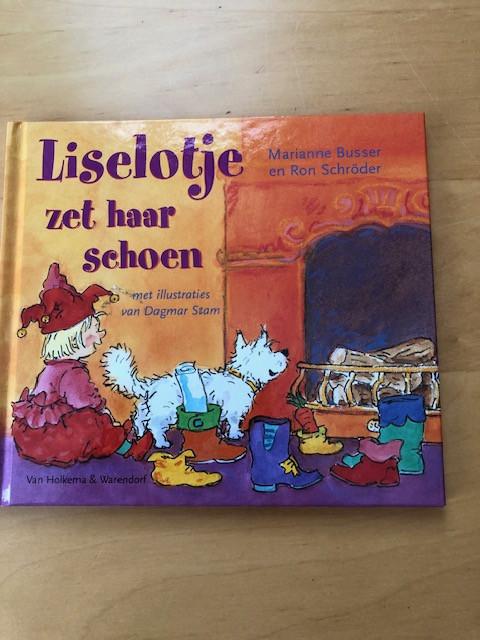 Liselotje
zet haar
schoen
Marianne Busser
en Ron Schröder
met illustraties
van Dagmar Stam
Van Holkema & Warendorf